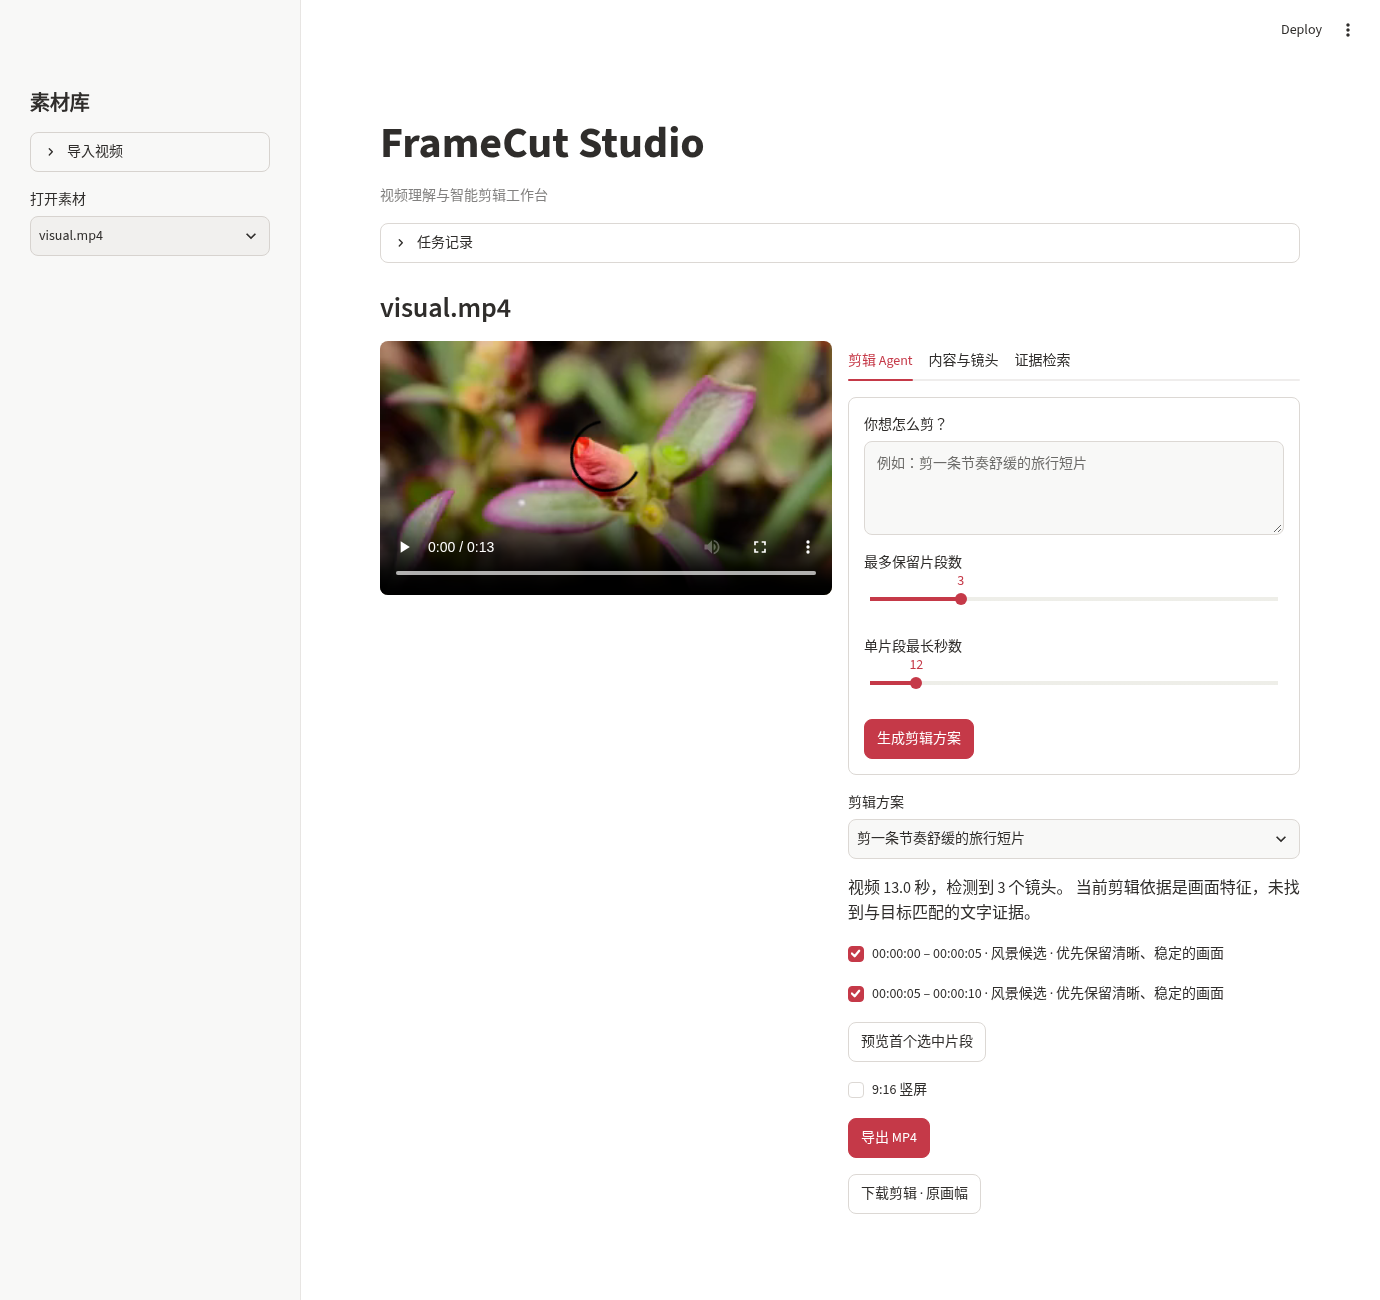 Deploy
素材库
导入视频
打开素材
visual.mp4
FrameCut Studio
视频理解与智能剪辑工作台
任务记录
visual.mp4
0:00 / 0:13
剪辑 Agent
内容与镜头
证据检索
你想怎么剪？
例如：剪一条节奏舒缓的旅行短片
最多保留片段数
3
单片段最长秒数
12
生成剪辑方案
剪辑方案
剪一条节奏舒缓的旅行短片
视频 13.0 秒，检测到 3 个镜头。 当前剪辑依据是画面特征，未找
到与目标匹配的文字证据。
00:00:00 – 00:00:05 · 风景候选 · 优先保留清晰、稳定的画面
00:00:05 – 00:00:10 · 风景候选 · 优先保留清晰、稳定的画面
预览首个选中片段
9:16 竖屏
导出 MP4
下载剪辑 · 原画幅